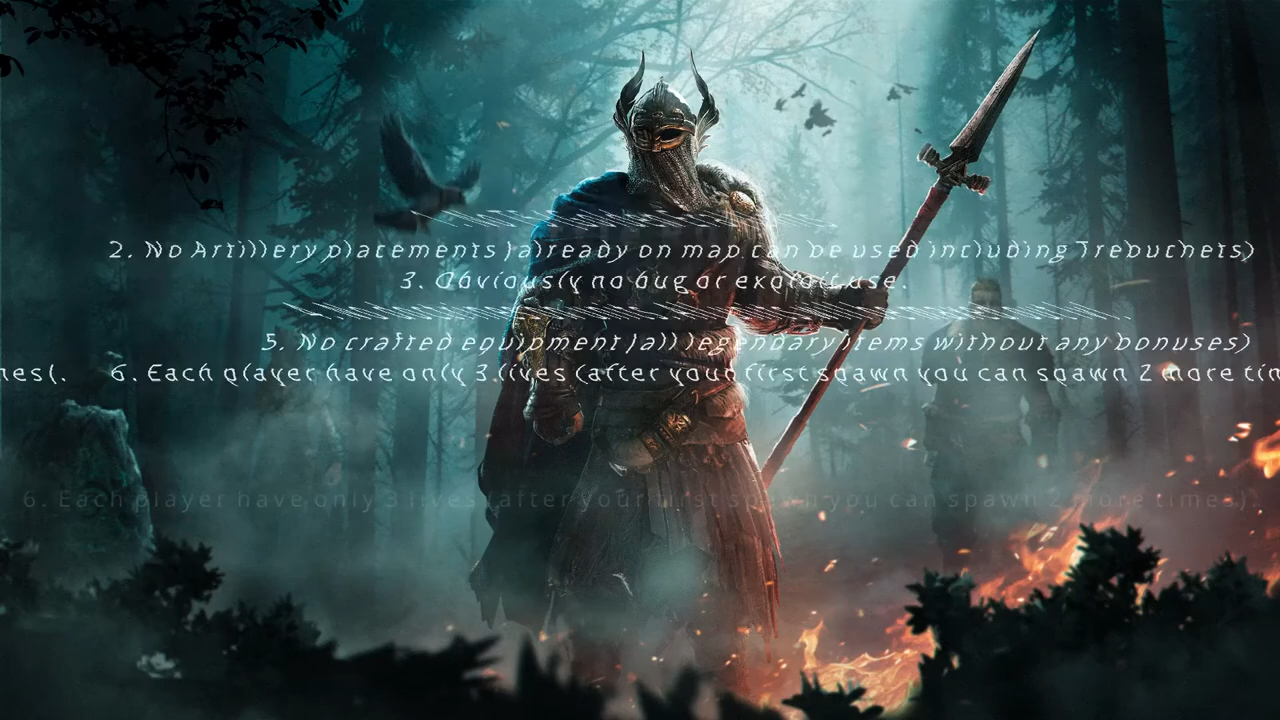 2. No Artillery placements (already on map can be used including Trebuchets)
3. Obviously no bug or exploit use.
5. No crafted equipment (all legendary items without any bonuses)
mes(. 6. Each player have only 3 lives (after your first spawn you can spawn 2 more tim
6. Each player have only 3 lives (after your first spawn you can spawn 2 more times).